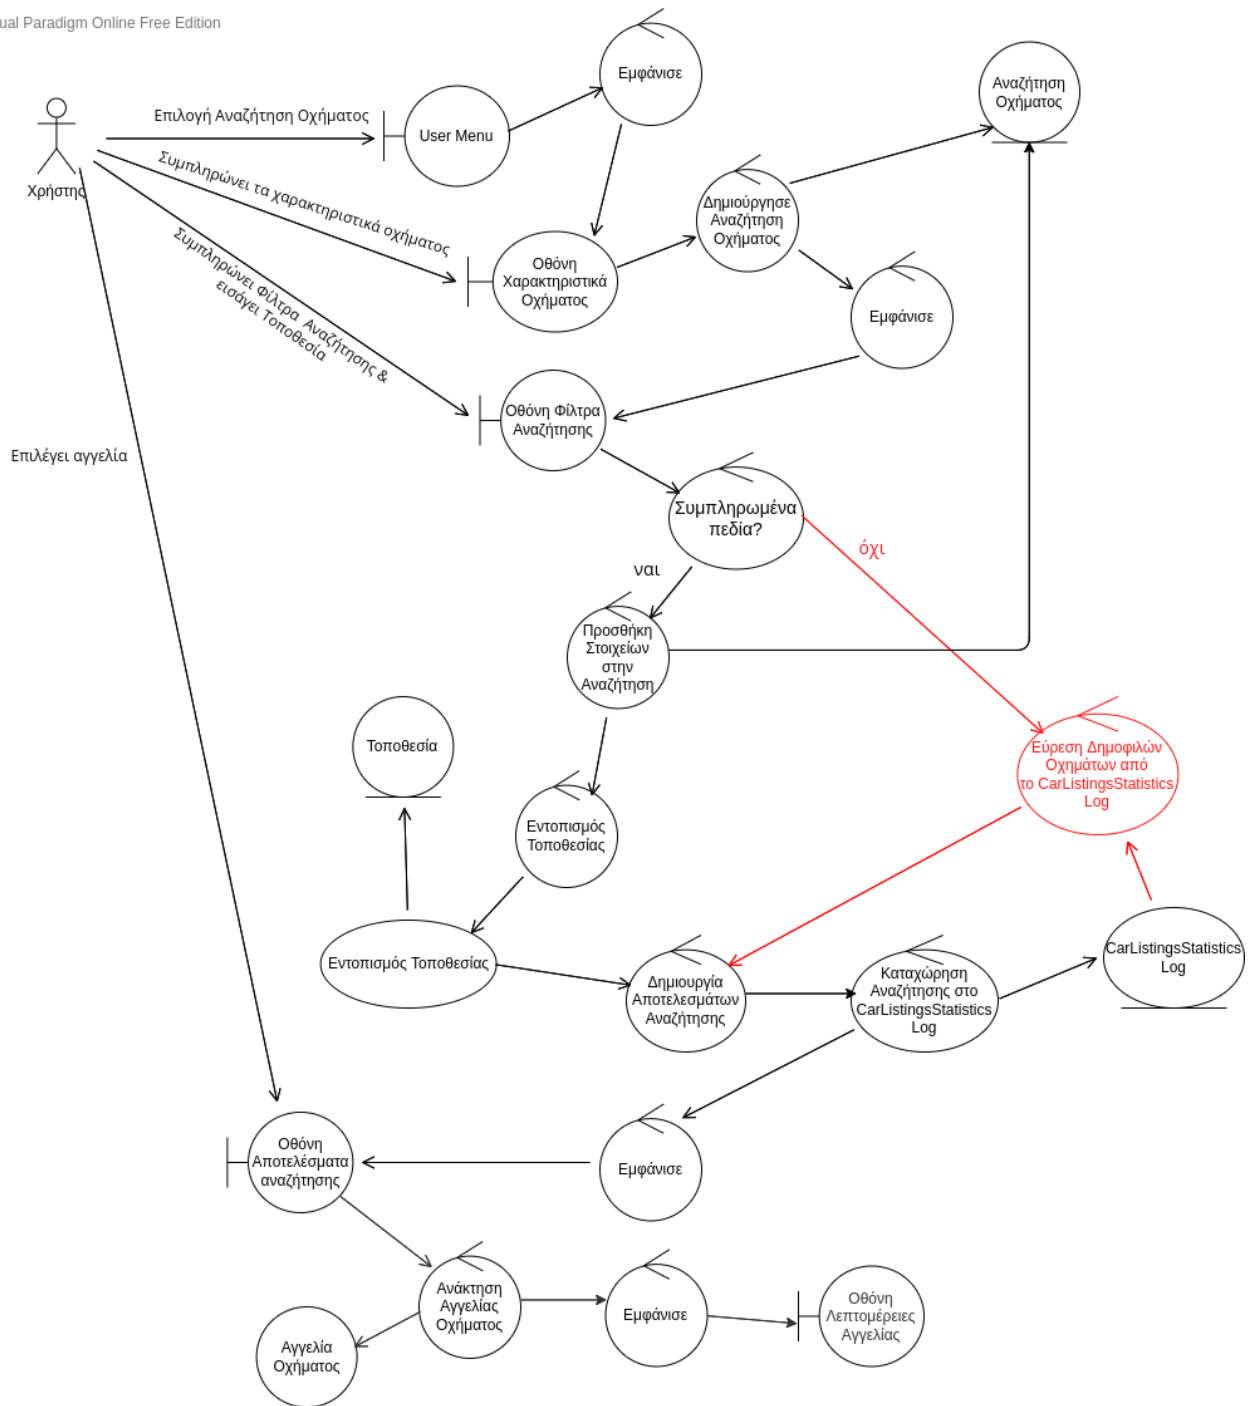 ual Paradigm Online Free Edition
Εμφάνισε
Αναζήτηση
Οχήματος
Επιλογή Αναζήτηση Οχήματος
User Menu
Χρήστης
Συμπληρώνει τα χαρακτηριστικά οχήματος
Δημιούργησε
Αναζήτηση
Οχήματος
Συμπληρώνει Φίλτρα Αναζήτησης &
εισάγει Τοποθεσία
Οθόνη
Χαρακτηριστικά
Οχήματος
Εμφάνισε
Οθόνη Φίλτρα
Αναζήτησης
Επιλέγει αγγελία
Συμπληρωμένα
πεδία?
όχι
ναι
Προσθήκη
Στοιχείων
στην
Αναζήτηση
Τοποθεσία
Εύρεση Δημοφιλών
Οχημάτων από
το CarListingsStatistics
Log
Εντοπισμός
Τοποθεσίας
Εντοπισμός Τοποθεσίας
Δημιουργία
Αποτελεσμάτων
Αναζήτησης
Καταχώρηση
Αναζήτησης στο
CarListingsStatistics
Log
CarListingsStatistics
Log
Οθόνη
Αποτελέσματα
αναζήτησης
Εμφάνισε
Ανάκτηση
Αγγελίας
Οχήματος
Εμφάνισε
Οθόνη
Λεπτομέρειες
Αγγελίας
Αγγελία
Οχήματος